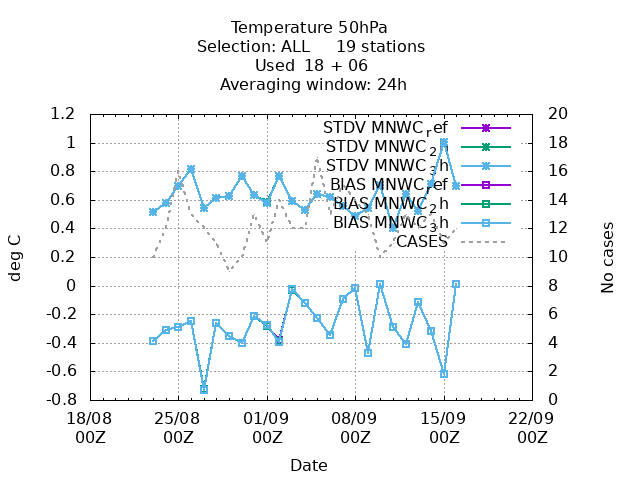 Temperature 50hPa
Selection: ALL 19 stations
Used 18 + 06
Averaging window: 24h
1.2
1
0.8
0.6
0.4
0.2
0
-0.2
-0.4
-0.6
-0.8
deg C
20
18
16
14
12
10
8
6
4
2
0
No cases
STDV MNWC_ref
STDV MNWC_2h
STDV MNWC_3h
BIAS MNWC_ref
BIAS MNWC_2h
BIAS MNWC_3h
CASES
18/08 25/08 01/09 08/09 15/09 22/09
00Z 00Z 00Z 00Z 00Z 00Z
Date